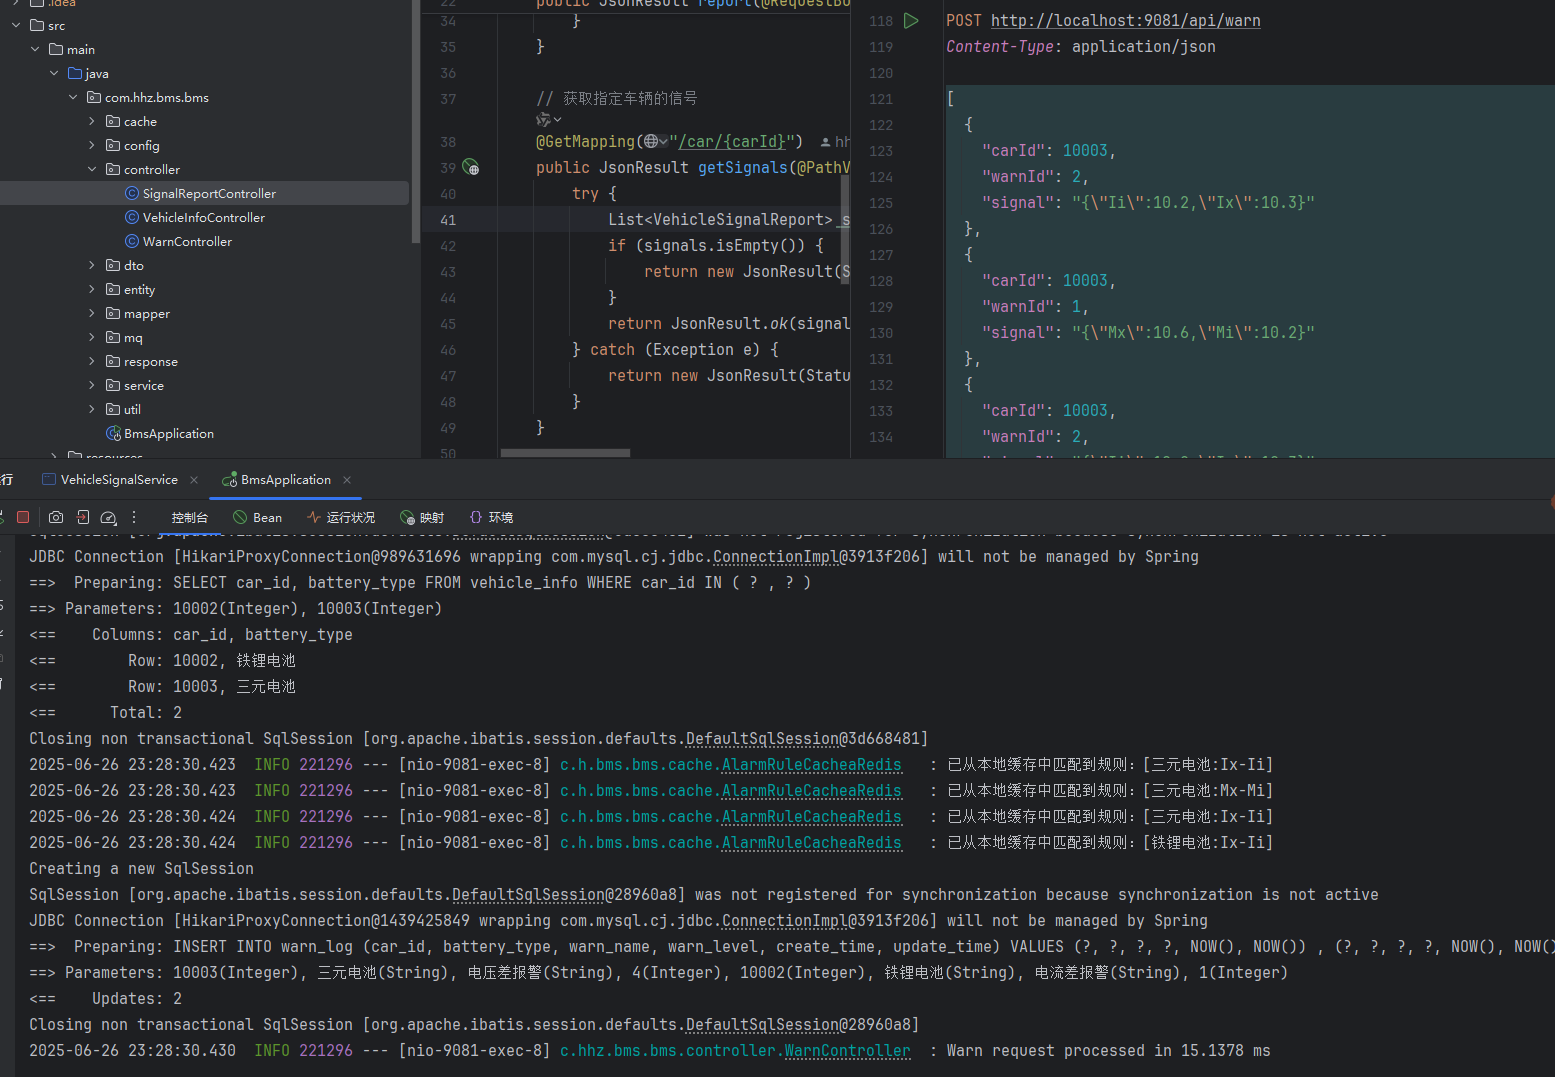 .idea
src
main
java
com.hhz.bms.bms
cache
config
controller
SignalReportController
VehicleInfoController
WarnController
dto
entity
mapper
mq
response
service
util
BmsApplication
resources
22 public JsonResult report(@RequestBo
34 }
35 }
36
37 // 获取指定车辆的信号
38 @GetMapping("/car/{carId}") hh
39 public JsonResult getSignals(@PathV
40 try {
41 List<VehicleSignalReport> s
42 if (signals.isEmpty()) {
43 return new JsonResult(S
44 }
45 return JsonResult.ok(signal
46 } catch (Exception e) {
47 return new JsonResult(Statu
48 }
49 }
50
118 POST http://localhost:9081/api/warn
119 Content-Type: application/json
120
121 [
122 {
123 "carId": 10003,
124 "warnId": 2,
125 "signal": "{\"Ii\":10.2,\"Ix\":10.3}"
126 },
127 {
128 "carId": 10003,
129 "warnId": 1,
130 "signal": "{\"Mx\":10.6,\"Mi\":10.2}"
131 },
132 {
133 "carId": 10003,
134 "warnId": 2,
行 VehicleSignalService × BmsApplication ×
控制台 Bean 运行状况 映射 环境
JDBC Connection [HikariProxyConnection@989631696 wrapping com.mysql.cj.jdbc.ConnectionImpl@3913f206] will not be managed by Spring
==>  Preparing: SELECT car_id, battery_type FROM vehicle_info WHERE car_id IN ( ? , ? )
==> Parameters: 10002(Integer), 10003(Integer)
<==    Columns: car_id, battery_type
<==        Row: 10002, 铁锂电池
<==        Row: 10003, 三元电池
<==      Total: 2
Closing non transactional SqlSession [org.apache.ibatis.session.defaults.DefaultSqlSession@3d668481]
2025-06-26 23:28:30.423  INFO 221296 --- [nio-9081-exec-8] c.h.bms.bms.cache.AlarmRuleCacheaRedis   : 已从本地缓存中匹配到规则：[三元电池:Ix-Ii]
2025-06-26 23:28:30.423  INFO 221296 --- [nio-9081-exec-8] c.h.bms.bms.cache.AlarmRuleCacheaRedis   : 已从本地缓存中匹配到规则：[三元电池:Mx-Mi]
2025-06-26 23:28:30.424  INFO 221296 --- [nio-9081-exec-8] c.h.bms.bms.cache.AlarmRuleCacheaRedis   : 已从本地缓存中匹配到规则：[三元电池:Ix-Ii]
2025-06-26 23:28:30.424  INFO 221296 --- [nio-9081-exec-8] c.h.bms.bms.cache.AlarmRuleCacheaRedis   : 已从本地缓存中匹配到规则：[铁锂电池:Ix-Ii]
Creating a new SqlSession
SqlSession [org.apache.ibatis.session.defaults.DefaultSqlSession@28960a8] was not registered for synchronization because synchronization is not active
JDBC Connection [HikariProxyConnection@1439425849 wrapping com.mysql.cj.jdbc.ConnectionImpl@3913f206] will not be managed by Spring
==>  Preparing: INSERT INTO warn_log (car_id, battery_type, warn_name, warn_level, create_time, update_time) VALUES (?, ?, ?, ?, NOW(), NOW()) , (?, ?, ?, ?, NOW(), NOW()
==> Parameters: 10003(Integer), 三元电池(String), 电压差报警(String), 4(Integer), 10002(Integer), 铁锂电池(String), 电流差报警(String), 1(Integer)
<==    Updates: 2
Closing non transactional SqlSession [org.apache.ibatis.session.defaults.DefaultSqlSession@28960a8]
2025-06-26 23:28:30.430  INFO 221296 --- [nio-9081-exec-8] c.hhz.bms.bms.controller.WarnController  : Warn request processed in 15.1378 ms